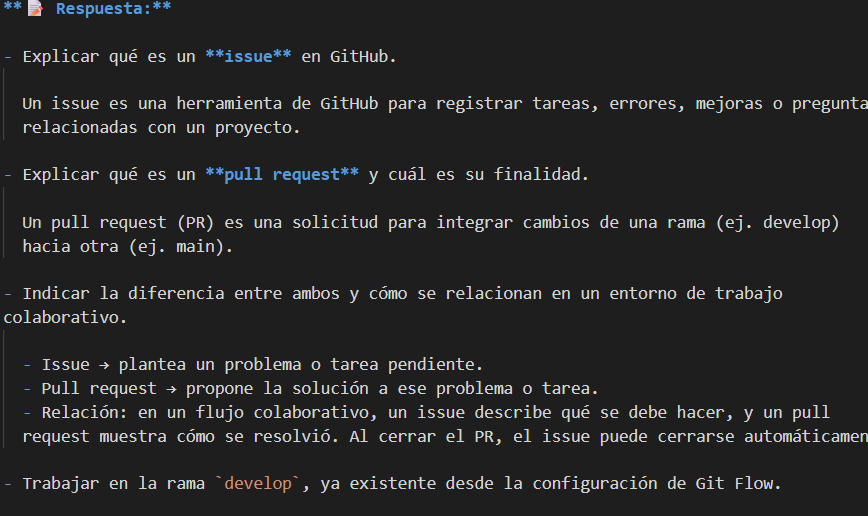 **📝 Respuesta:**
- Explicar qué es un **issue** en GitHub.
Un issue es una herramienta de GitHub para registrar tareas, errores, mejoras o pregunta
relacionadas con un proyecto.
- Explicar qué es un **pull request** y cuál es su finalidad.
Un pull request (PR) es una solicitud para integrar cambios de una rama (ej. develop)
hacia otra (ej. main).
- Indicar la diferencia entre ambos y cómo se relacionan en un entorno de trabajo
colaborativo.
- Issue → plantea un problema o tarea pendiente.
- Pull request → propone la solución a ese problema o tarea.
- Relación: en un flujo colaborativo, un issue describe qué se debe hacer, y un pull
request muestra cómo se resolvió. Al cerrar el PR, el issue puede cerrarse automáticamen
- Trabajar en la rama `develop`, ya existente desde la configuración de Git Flow.